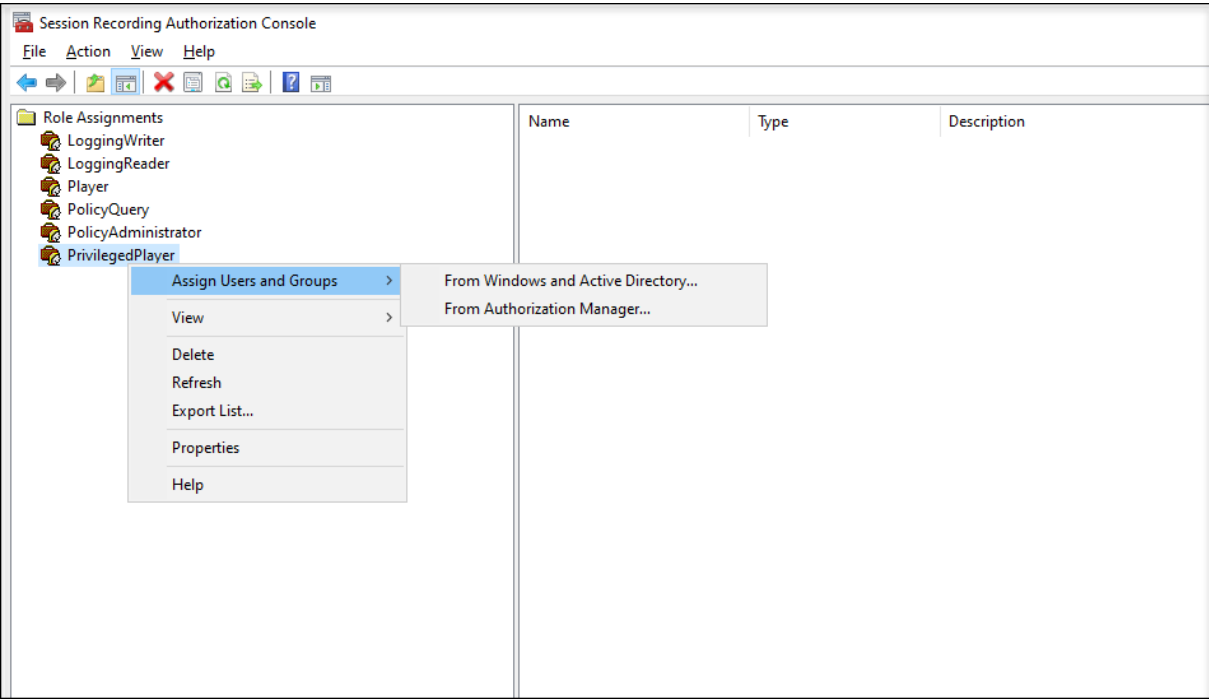 Session Recording Authorization Console
File Action View Help
Role Assignments
LoggingWriter
LoggingReader
Player
PolicyQuery
PolicyAdministrator
PrivilegedPlayer
Name Type Description
Assign Users and Groups >
View >
Delete
Refresh
Export List...
Properties
Help
From Windows and Active Directory...
From Authorization Manager...